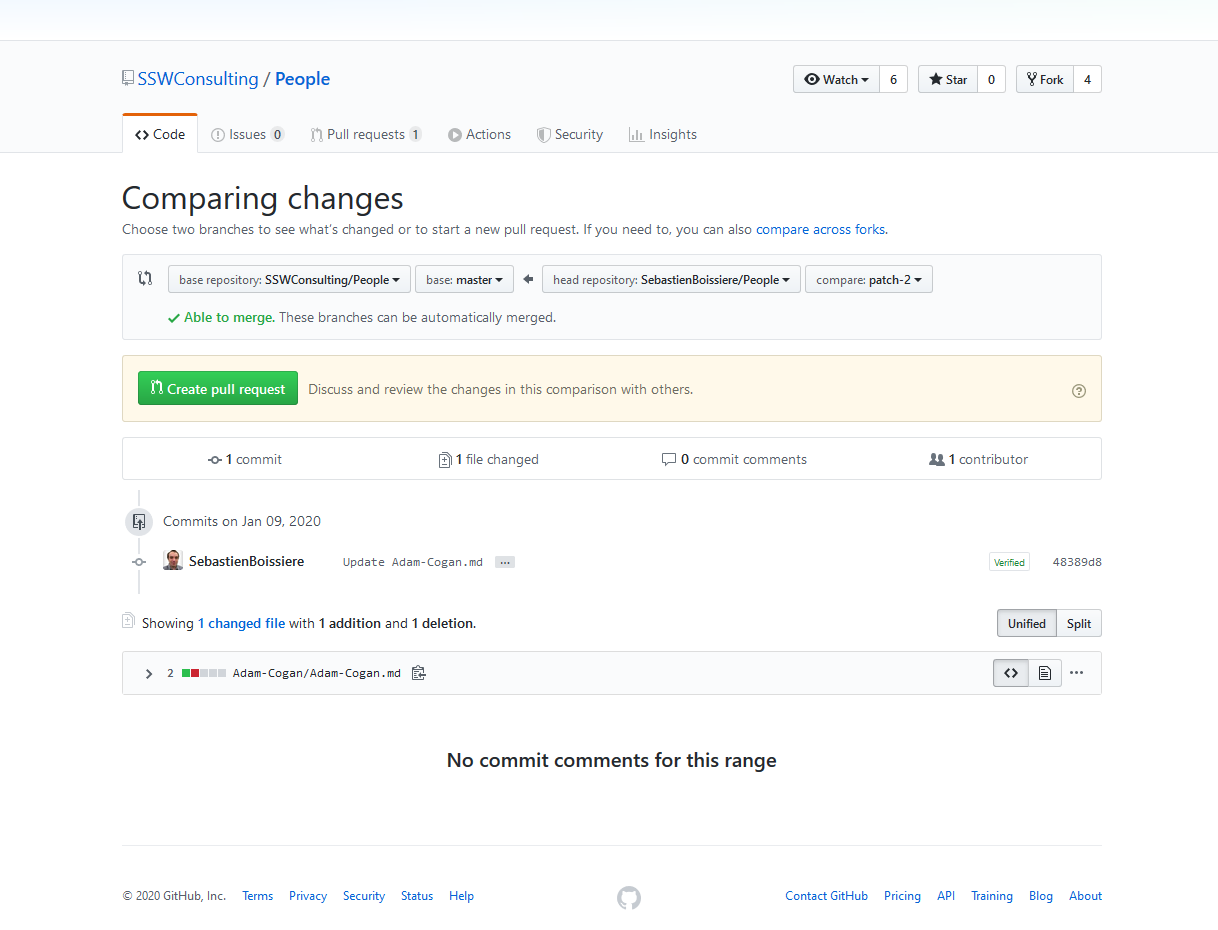 SSWConsulting / People
Watch 6 Star 0 Fork 4
Code Issues 0 Pull requests 1 Actions Security Insights
Comparing changes
Choose two branches to see what's changed or to start a new pull request. If you need to, you can also compare across forks.
base repository: SSWConsulting/People base: master head repository: SebastienBoissiere/People compare: patch-2
Able to merge. These branches can be automatically merged.
Create pull request Discuss and review the changes in this comparison with others.
1 commit 1 file changed 0 commit comments 1 contributor
Commits on Jan 09, 2020
SebastienBoissiere Update Adam-Cogan.md … Verified 48389d8
Showing 1 changed file with 1 addition and 1 deletion.
Unified Split
2 Adam-Cogan/Adam-Cogan.md
No commit comments for this range
© 2020 GitHub, Inc. Terms Privacy Security Status Help Contact GitHub Pricing API Training Blog About